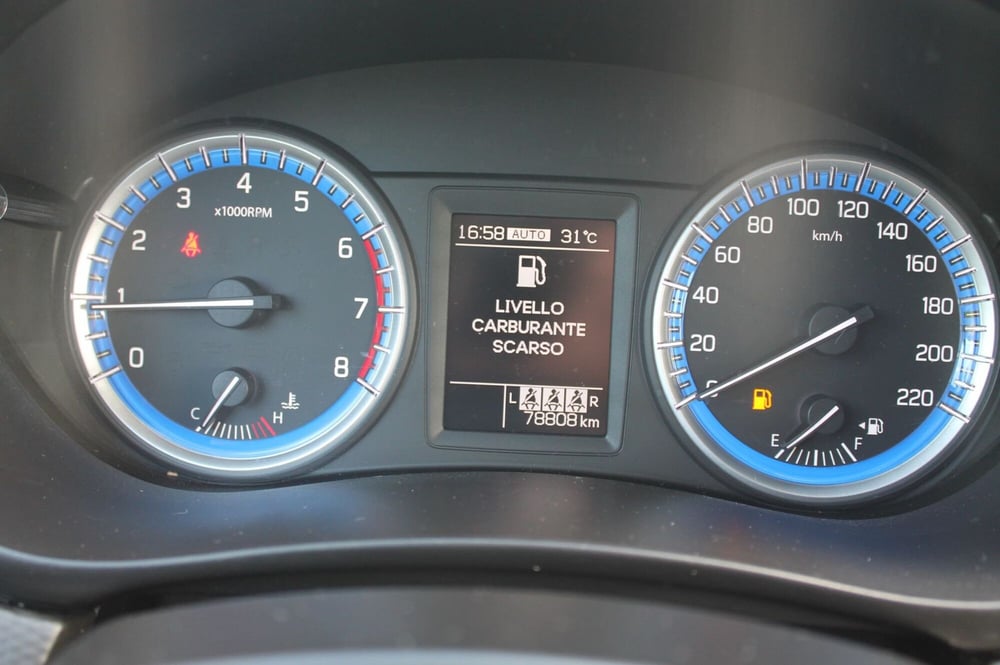 0
1
2
3
4
5
6
7
8
x1000RPM
C
H
16:58 AUTO 31°C
LIVELLO
CARBURANTE
SCARSO
L R
78808 km
0
20
40
60
80
100
120
140
160
180
200
220
km/h
E
F